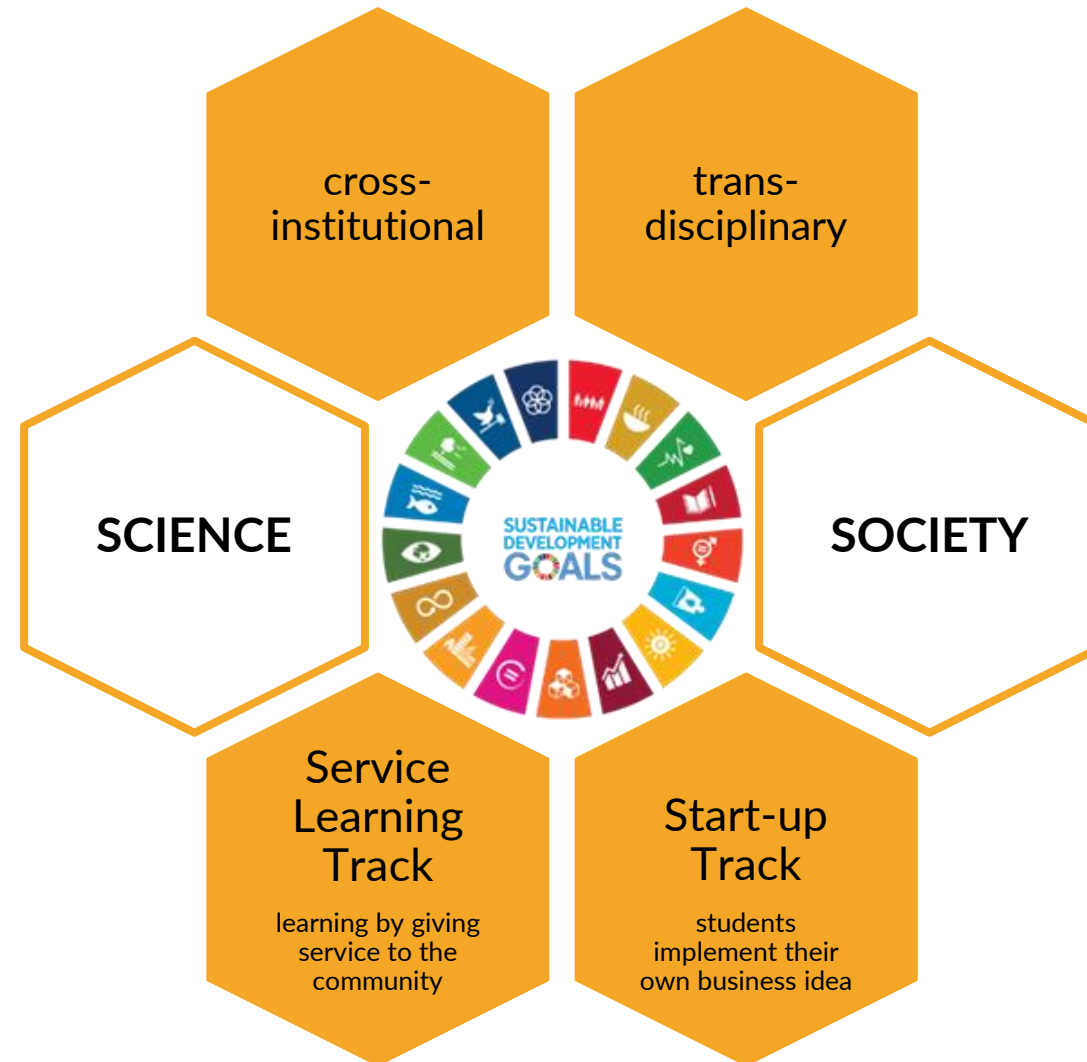 cross-
institutional
trans-
disciplinary
SCIENCE
SUSTAINABLE
DEVELOPMENT
GOALS
SOCIETY
Service
Learning
Track
learning by giving
service to the
community
Start-up
Track
students
implement their
own business idea